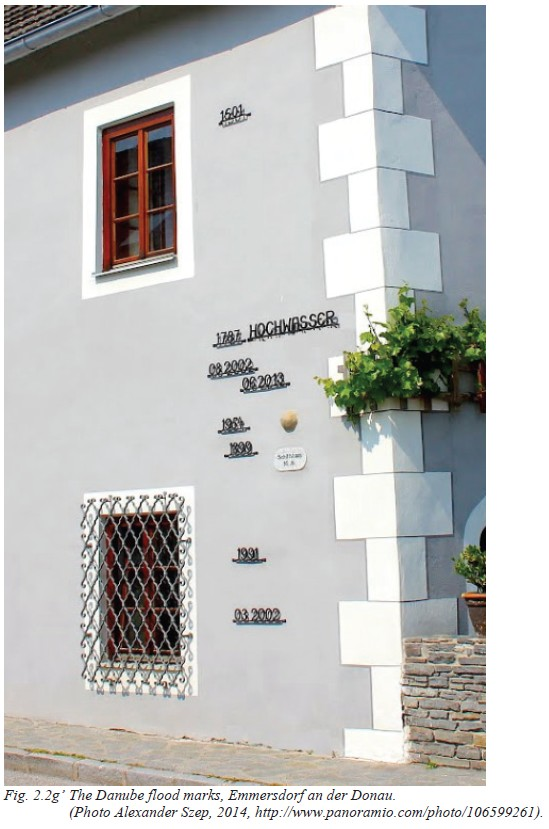 1501
1787 HOCHWASSER
08 2002
06 2013
1954
1899
1991
03 2002
Fig. 2.2g’ The Danube flood marks, Emmersdorf an der Donau.
(Photo Alexander Szep, 2014, http://www.panoramio.com/photo/106599261).